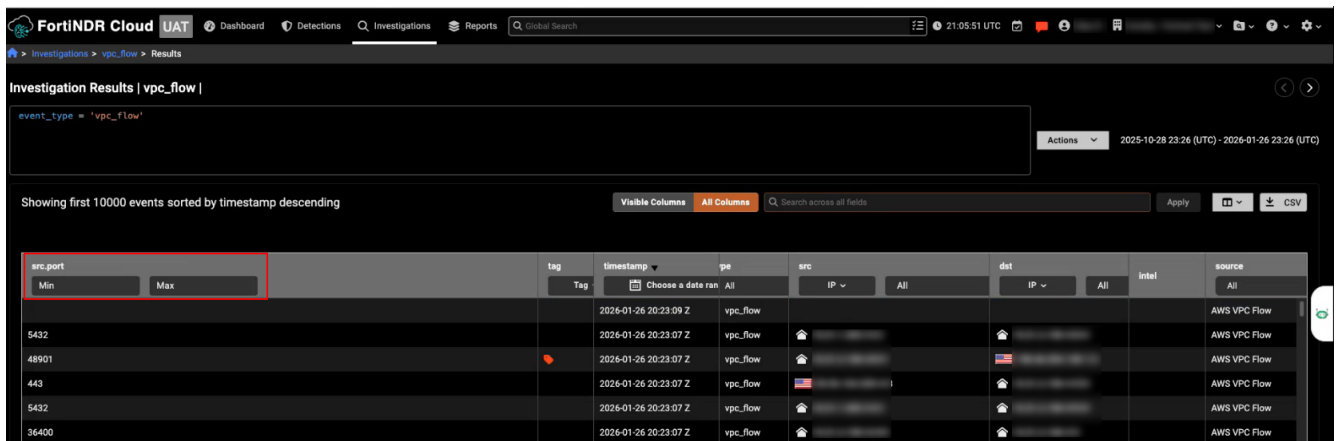 FortiNDR Cloud UAT Dashboard Detections Investigations Reports Global Search 21:05:51 UTC
> Investigations > vpc_flow > Results
Investigation Results | vpc_flow |
event_type = 'vpc_flow'
Actions 2025-10-28 23:26 (UTC) - 2026-01-26 23:26 (UTC)
Showing first 10000 events sorted by timestamp descending Visible Columns All Columns Search across all fields Apply CSV
src.port tag timestamp ype src dst intel source
Min Max Tag Choose a date ran All IP All IP All All
2026-01-26 20:23:09 Z vpc_flow AWS VPC Flow
5432 2026-01-26 20:23:07 Z vpc_flow AWS VPC Flow
48901 2026-01-26 20:23:07 Z vpc_flow AWS VPC Flow
443 2026-01-26 20:23:07 Z vpc_flow AWS VPC Flow
5432 2026-01-26 20:23:07 Z vpc_flow AWS VPC Flow
36400 2026-01-26 20:23:07 Z vpc_flow AWS VPC Flow